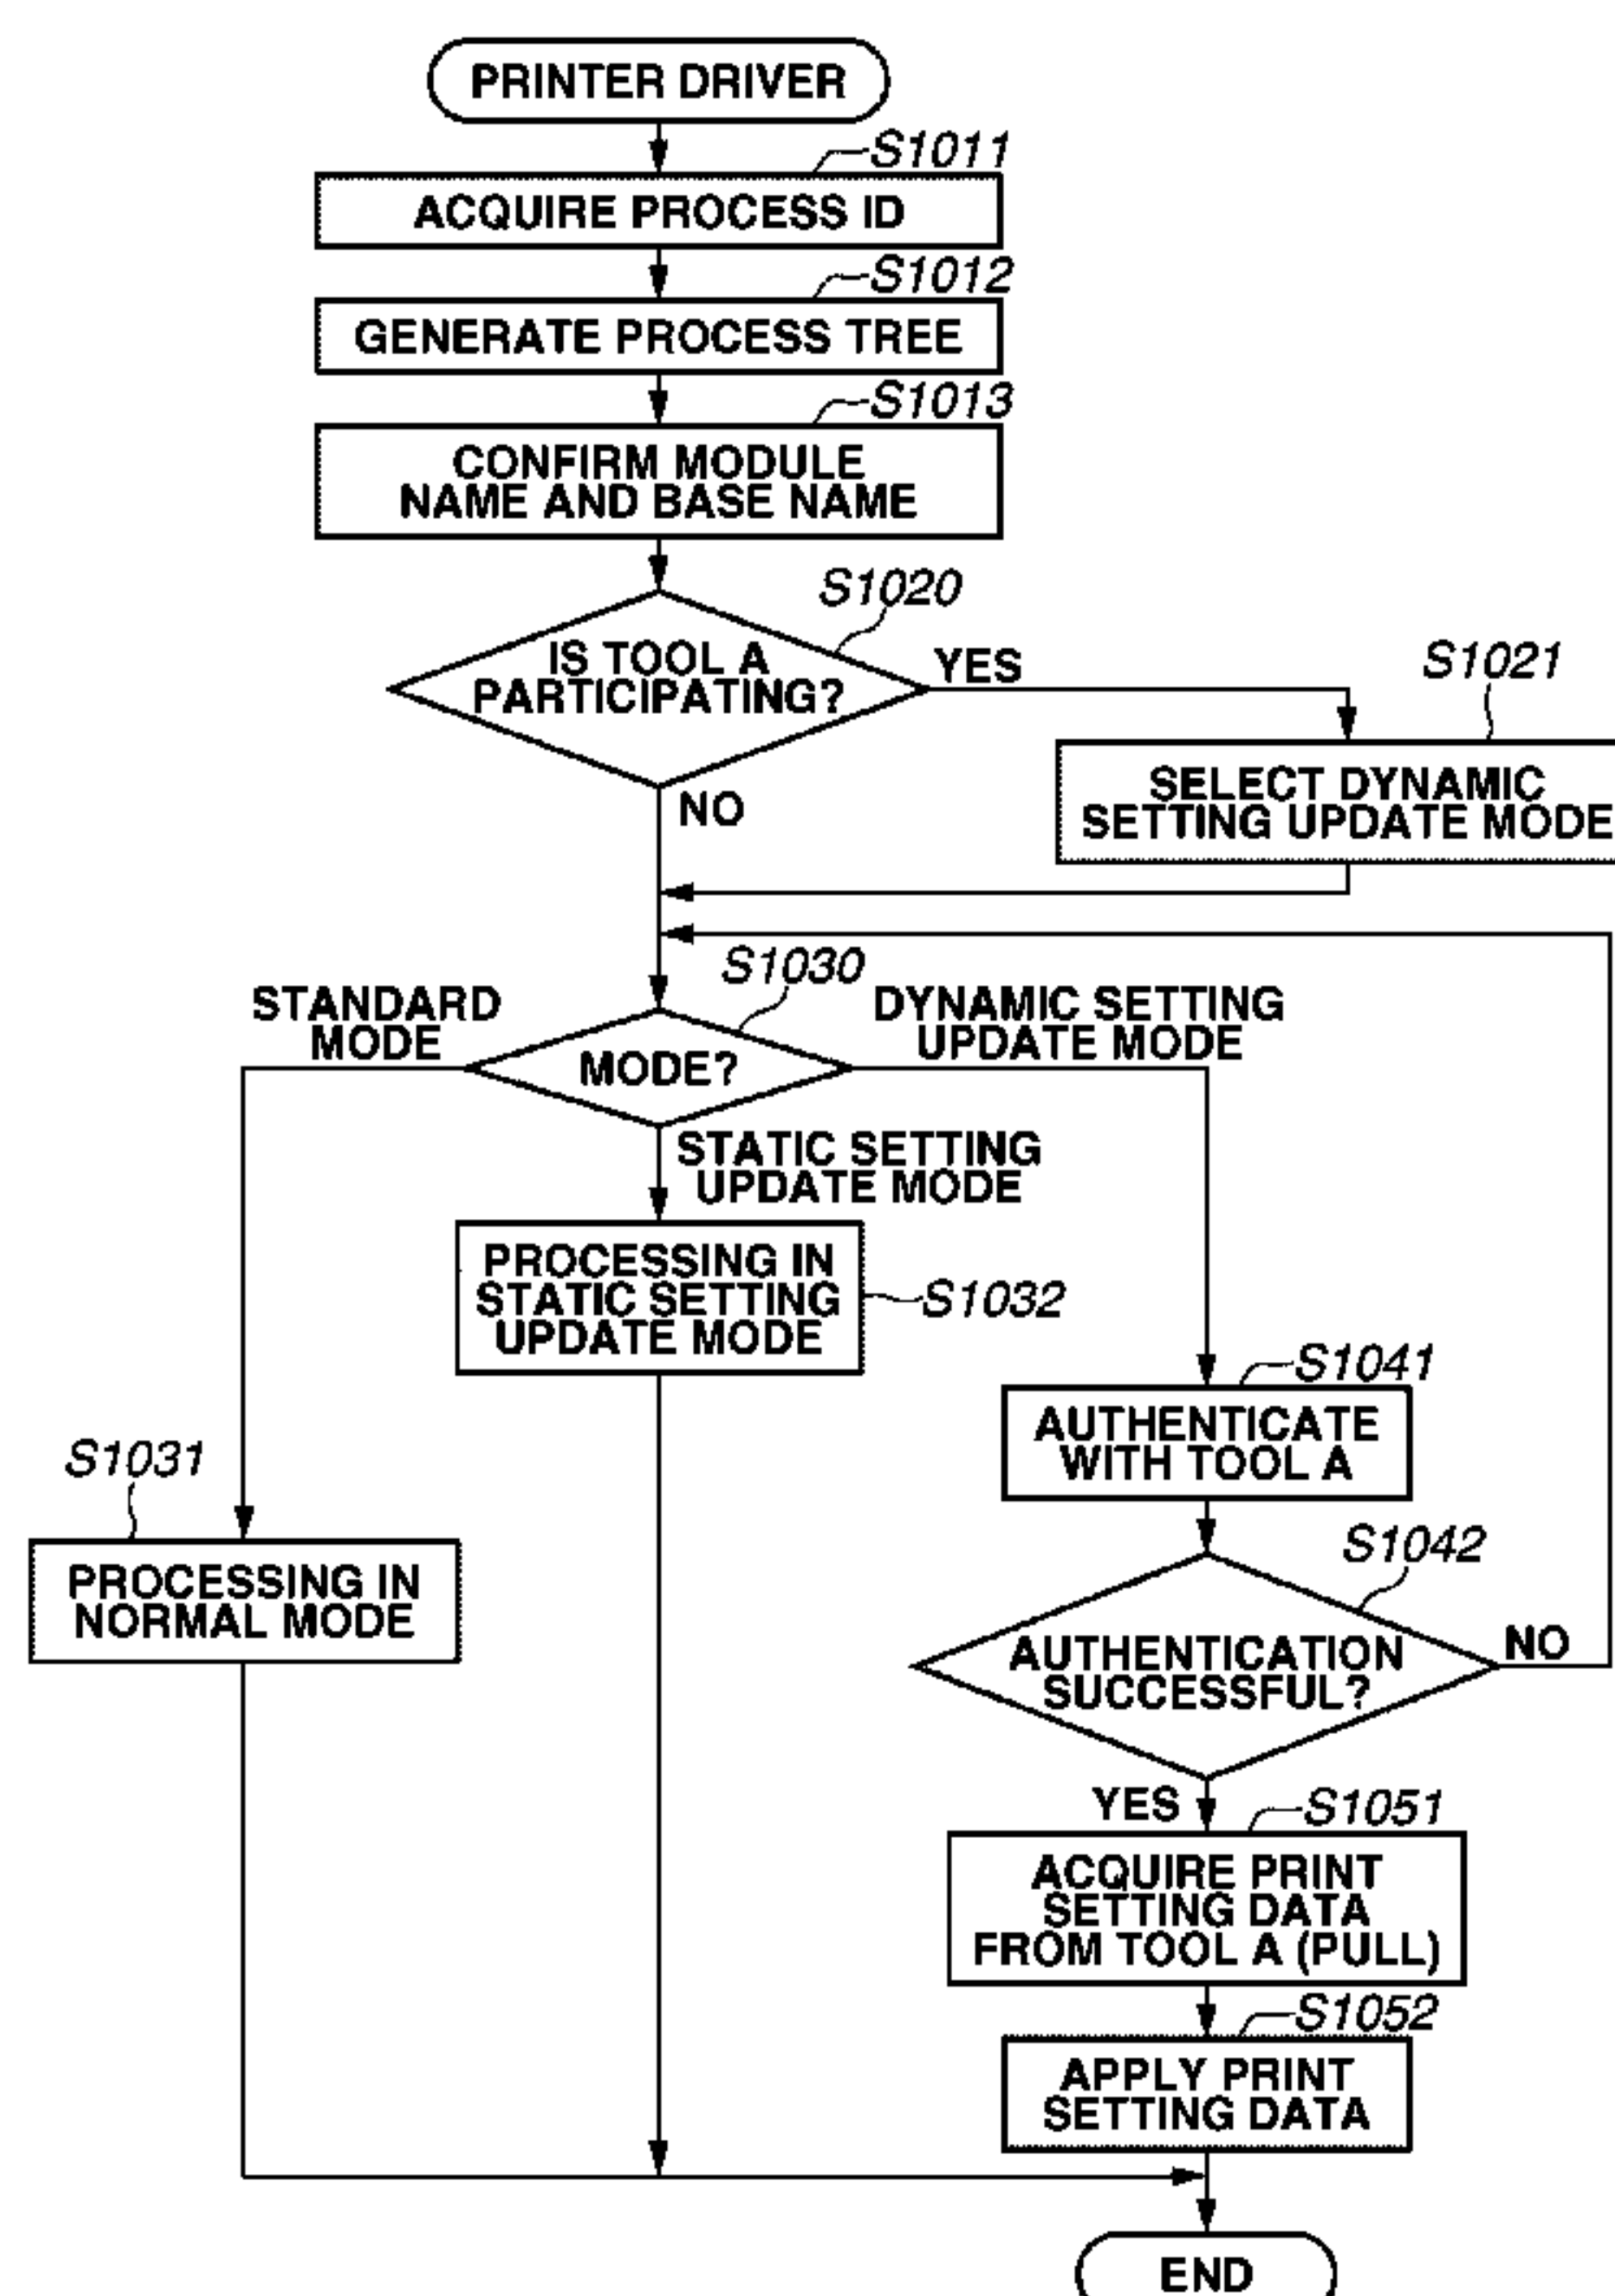 PRINTER DRIVER
S1011
ACQUIRE PROCESS ID
S1012
GENERATE PROCESS TREE
S1013
CONFIRM MODULE
NAME AND BASE NAME
S1020
IS TOOL A
PARTICIPATING?
YES
S1021
SELECT DYNAMIC
SETTING UPDATE MODE
NO
S1030
STANDARD
MODE
MODE?
DYNAMIC SETTING
UPDATE MODE
STATIC SETTING
UPDATE MODE
PROCESSING IN
STATIC SETTING
UPDATE MODE
S1032
S1041
AUTHENTICATE
WITH TOOL A
S1031
PROCESSING IN
NORMAL MODE
S1042
AUTHENTICATION
SUCCESSFUL?
NO
YES
S1051
ACQUIRE PRINT
SETTING DATA
FROM TOOL A (PULL)
S1052
APPLY PRINT
SETTING DATA
END